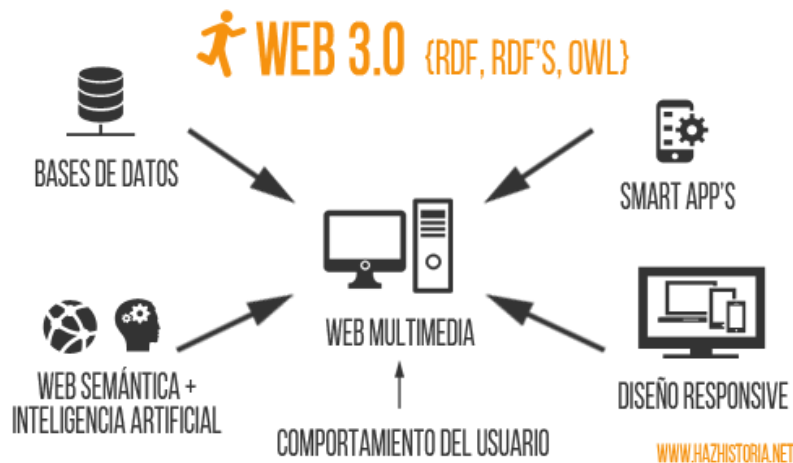 WEB 3.0 {RDF, RDF'S, OWL}
BASES DE DATOS
SMART APP'S
WEB MULTIMEDIA
WEB SEMÁNTICA +
INTELIGENCIA ARTIFICIAL
DISEÑO RESPONSIVE
COMPORTAMIENTO DEL USUARIO
WWW.HAZHISTORIA.NET